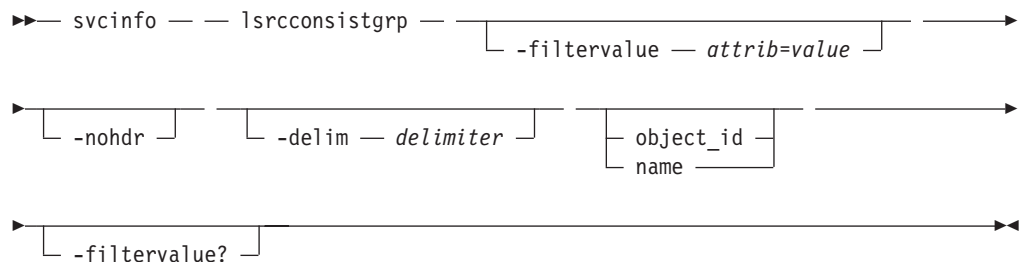 svcinfo lsrcconsistgrp
-filtervalue attrib=value
-nohdr -delim delimiter object_id
name
-filtervalue?